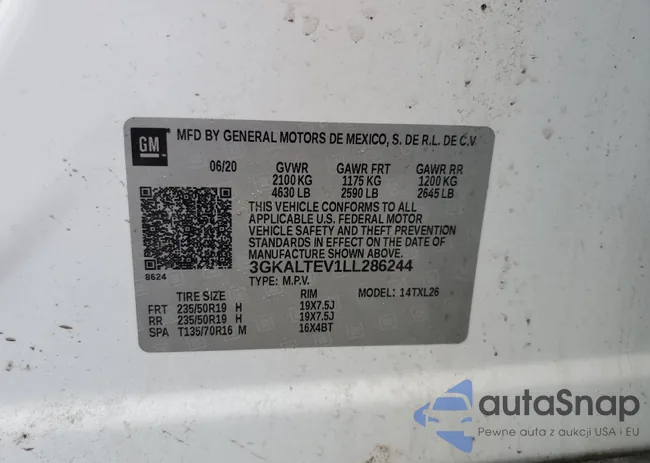 GM MFD BY GENERAL MOTORS DE MEXICO, S. DE R.L. DE C.V.
06/20 GVWR GAWR FRT GAWR RR
2100 KG 1175 KG 1200 KG
4630 LB 2590 LB 2645 LB
THIS VEHICLE CONFORMS TO ALL
APPLICABLE U.S. FEDERAL MOTOR
VEHICLE SAFETY AND THEFT PREVENTION
STANDARDS IN EFFECT ON THE DATE OF
MANUFACTURE SHOWN ABOVE.
8624 3GKALTEV1LL286244
TYPE: M.P.V. MODEL: 14TXL26
TIRE SIZE RIM
FRT 235/50R19 H 19X7.5J
RR 235/50R19 H 19X7.5J
SPA T135/70R16 M 16X4BT
autoSnap
Pewne auta z aukcji USA i EU